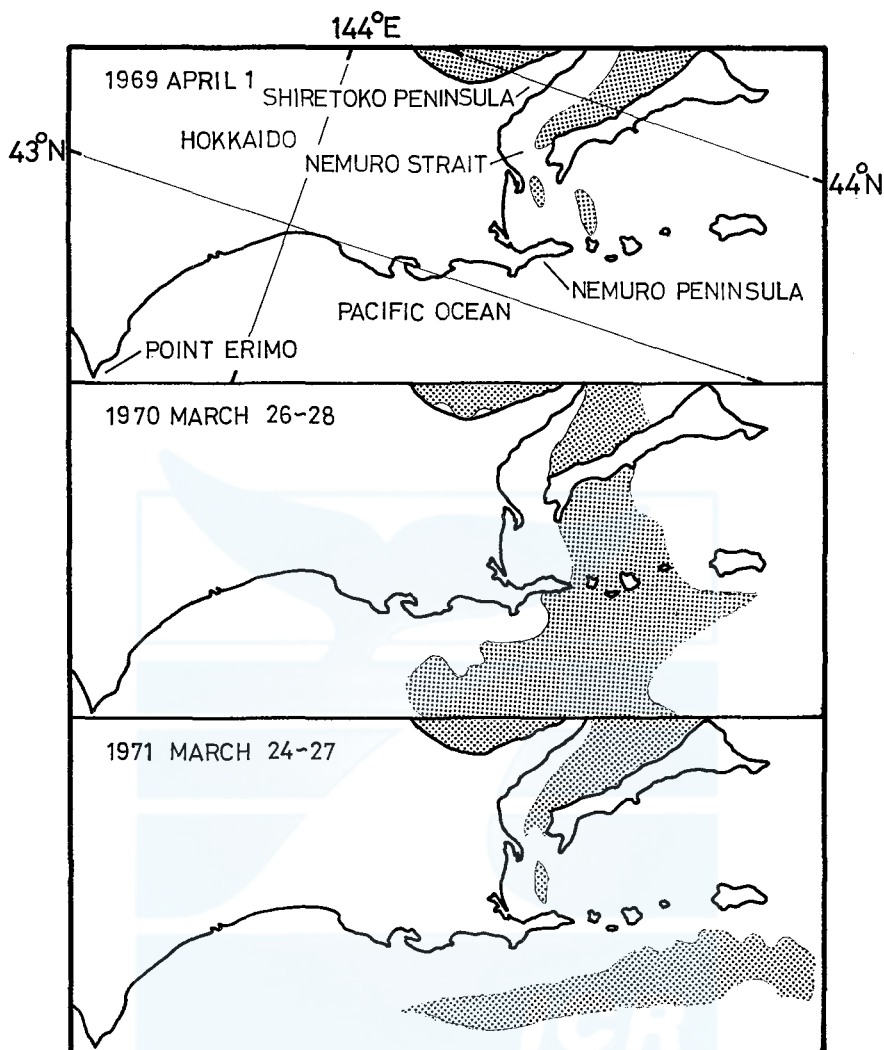 144°E
1969 APRIL 1
SHIRETOKO PENINSULA
HOKKAIDO
43°N
NEMURO STRAIT
44°N
NEMURO PENINSULA
PACIFIC OCEAN
POINT ERIMO
1970 MARCH 26~28
1971 MARCH 24~27
ICR